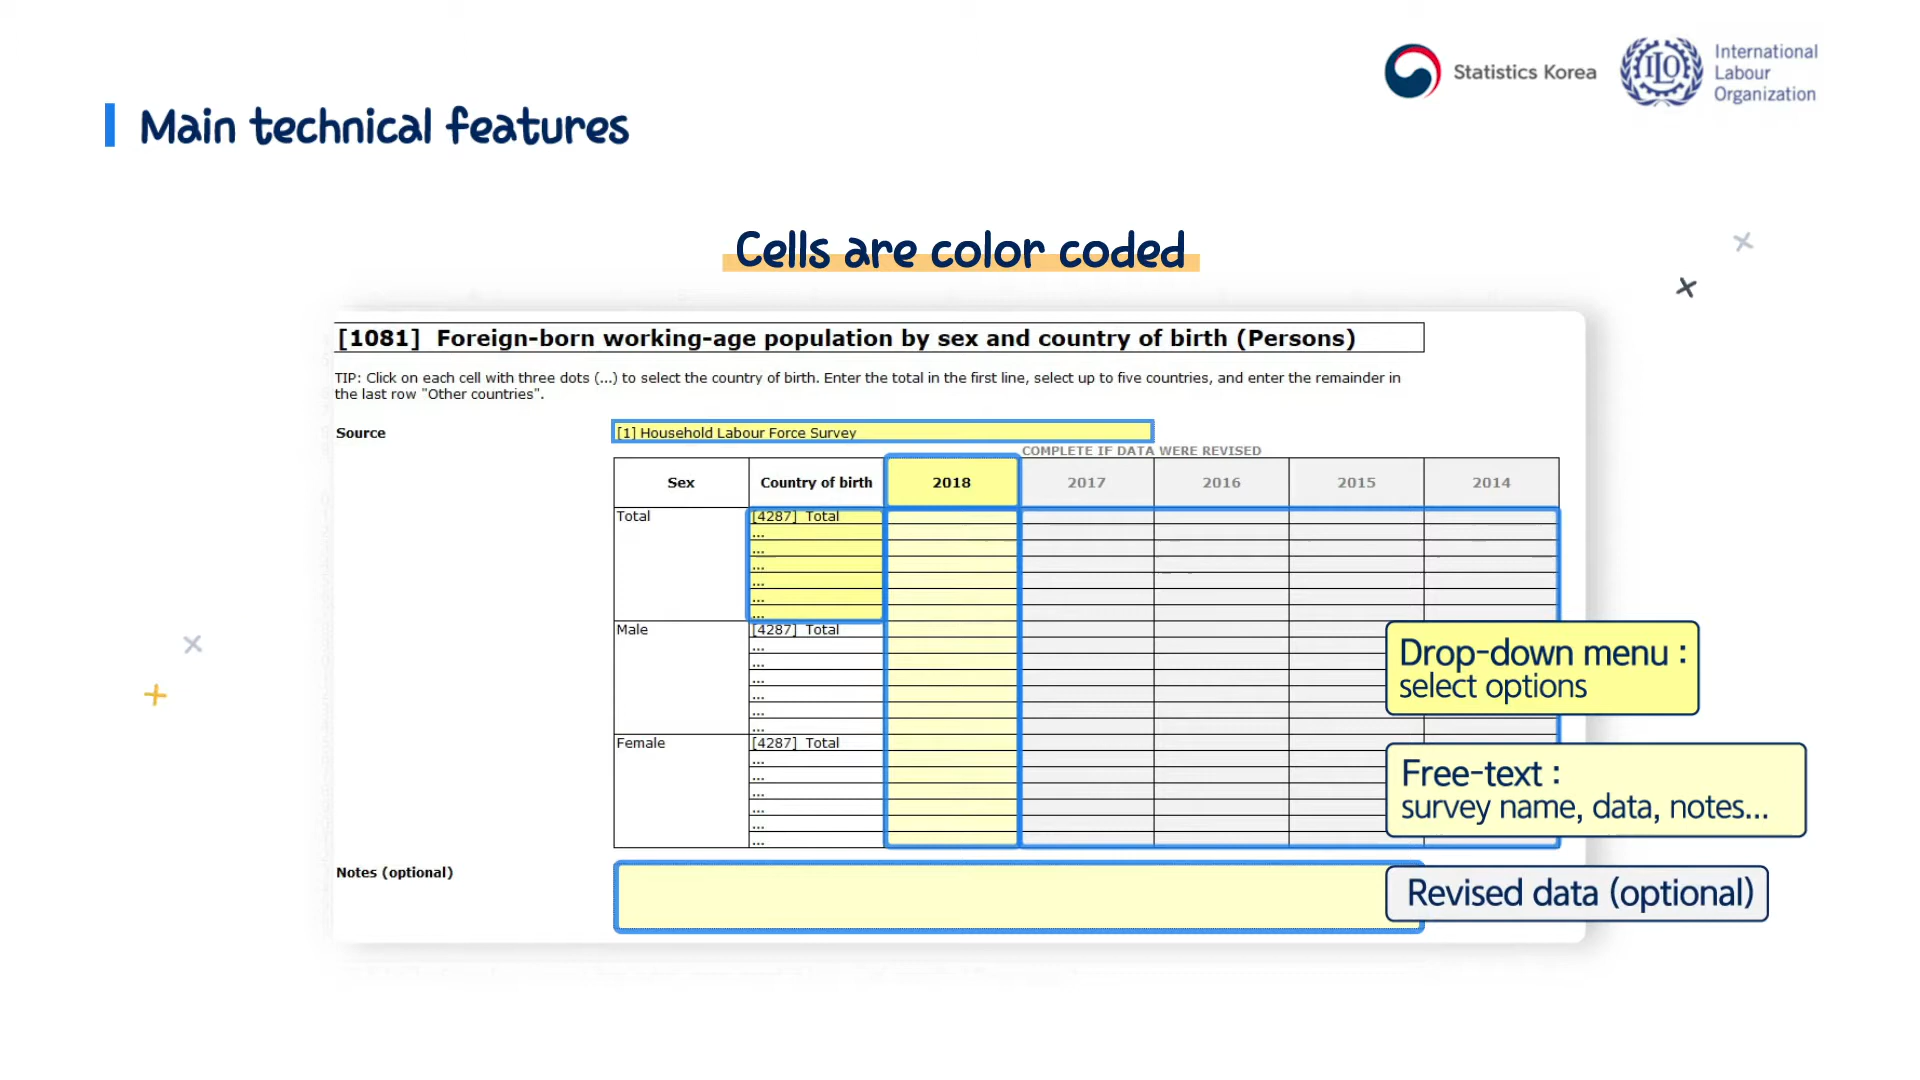 Statistics Korea
International
Labour
Organization
Main technical features
Cells are color coded
[1081] Foreign-born working-age population by sex and country of birth (Persons)
TIP: Click on each cell with three dots (...) to select the country of birth. Enter the total in the first line, select up to five countries, and enter the remainder in
the last row "Other countries".
Source [1] Household Labour Force Survey
COMPLETE IF DATA WERE REVISED
Sex Country of birth 2018 2017 2016 2015 2014
Total [4287] Total
...
...
...
...
...
...
Male [4287] Total
...
...
...
...
...
...
Female [4287] Total
...
...
...
...
...
...
Drop-down menu :
select options
Free-text :
survey name, data, notes...
Notes (optional)
Revised data (optional)